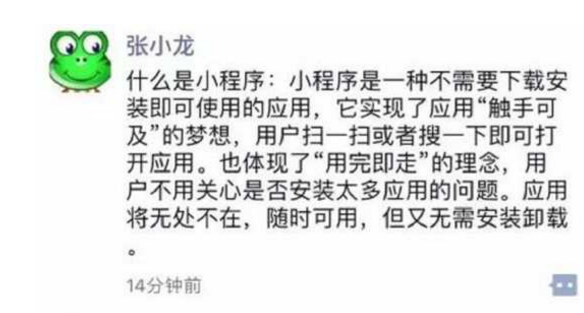 张小龙
什么是小程序：小程序是一种不需要下载安
装即可使用的应用，它实现了应用“触手可
及”的梦想，用户扫一扫或者搜一下即可打
开应用。也体现了“用完即走”的理念，用
户不用关心是否安装太多应用的问题。应用
将无处不在，随时可用，但又无需安装卸载
。
14分钟前